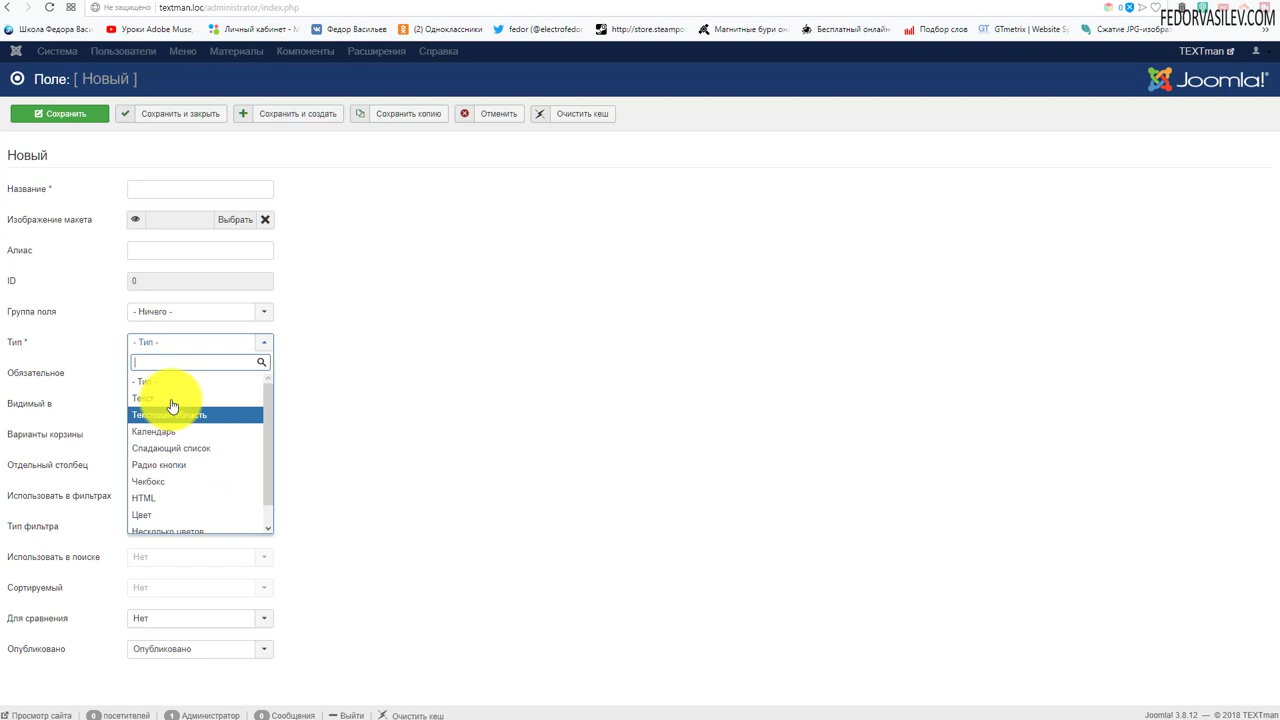 textman.loc/administrator/index.php
Не защищено
FEDORVASILEV.COM
Школа Федора Васи. Уроки Adobe Muse, Личный кабинет - М Федор Васильев (2) Одноклассники fedor (@electrofedor http://store.steampo Магнитные бури он Бесплатный онлайн Подбор слов GTmetrix | Website S Сжатие JPG-изобра
Система Пользователи Меню Материалы Компоненты Расширения Справка TEXTman
Поле: [ Новый ] Joomla!®
Сохранить Сохранить и закрыть Сохранить и создать Сохранить копию Отменить Очистить кеш
Новый
Название *
Изображение макета Выбрать
Алиас
ID 0
Группа поля - Ничего -
Тип * - Тип -
Обязательное
- Тип -
Текст
Видимый в
Текстовая область
Календарь
Варианты корзины
Спадающий список
Отдельный столбец Радио кнопки
Чекбокс
Использовать в фильтрах HTML
Цвет
Тип фильтра Несколько цветов
Использовать в поиске Нет
Сортируемый Нет
Для сравнения Нет
Опубликовано Опубликовано
Просмотр сайта 0 посетителей 1 Администратор 0 Сообщения Выйти Очистить кеш Joomla! 3.8.12 — © 2018 TEXTman